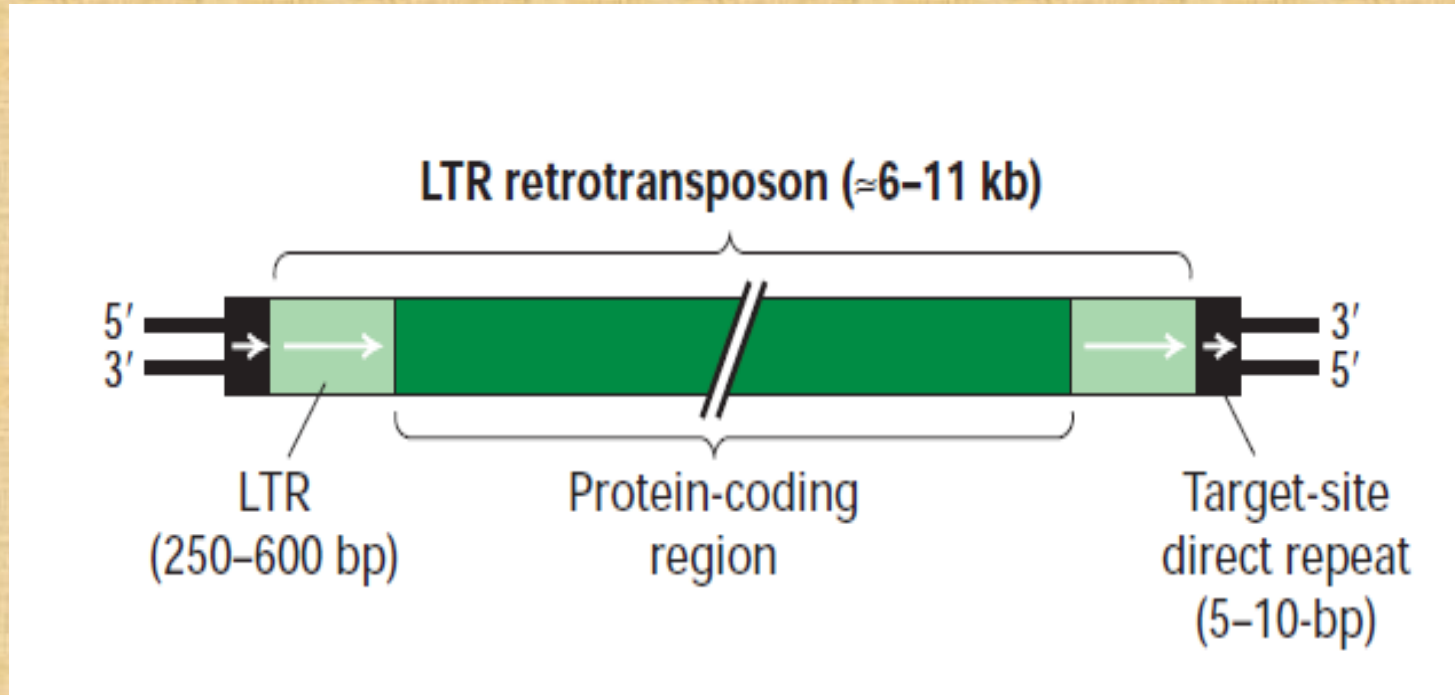 LTR retrotransposon (≈6–11 kb)
5′ 3′
3′ 5′
LTR
(250–600 bp)
Protein-coding
region
Target-site
direct repeat
(5–10-bp)